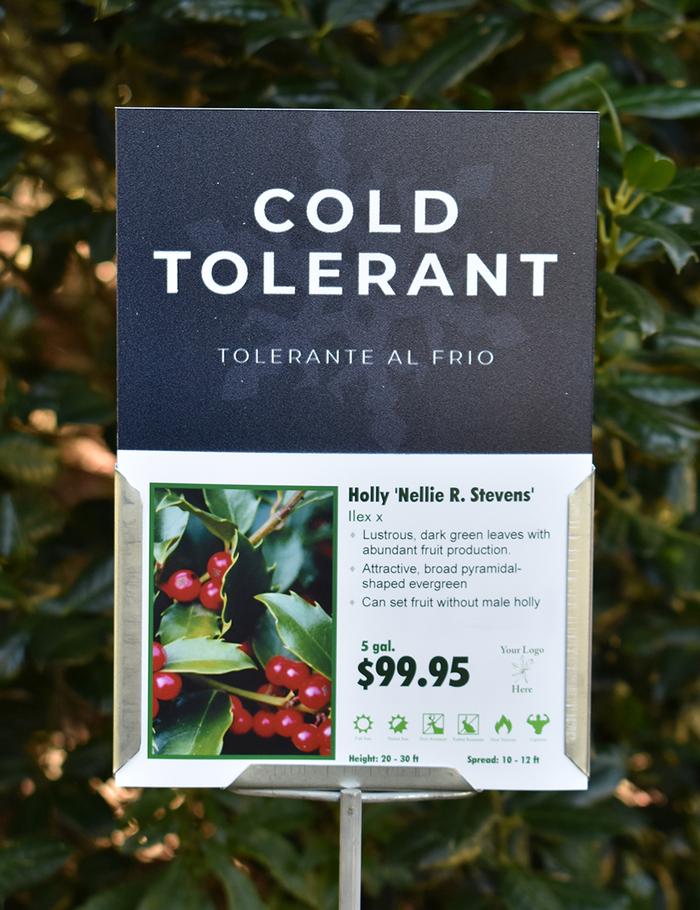 COLD
TOLERANT
TOLERANTE AL FRIO
Holly 'Nellie R. Stevens'
Ilex x
Lustrous, dark green leaves with
abundant fruit production.
Attractive, broad pyramidal-
shaped evergreen
Can set fruit without male holly
5 gal.
$99.95
Your Logo
Here
Height: 20 - 30 ft
Spread: 10 - 12 ft